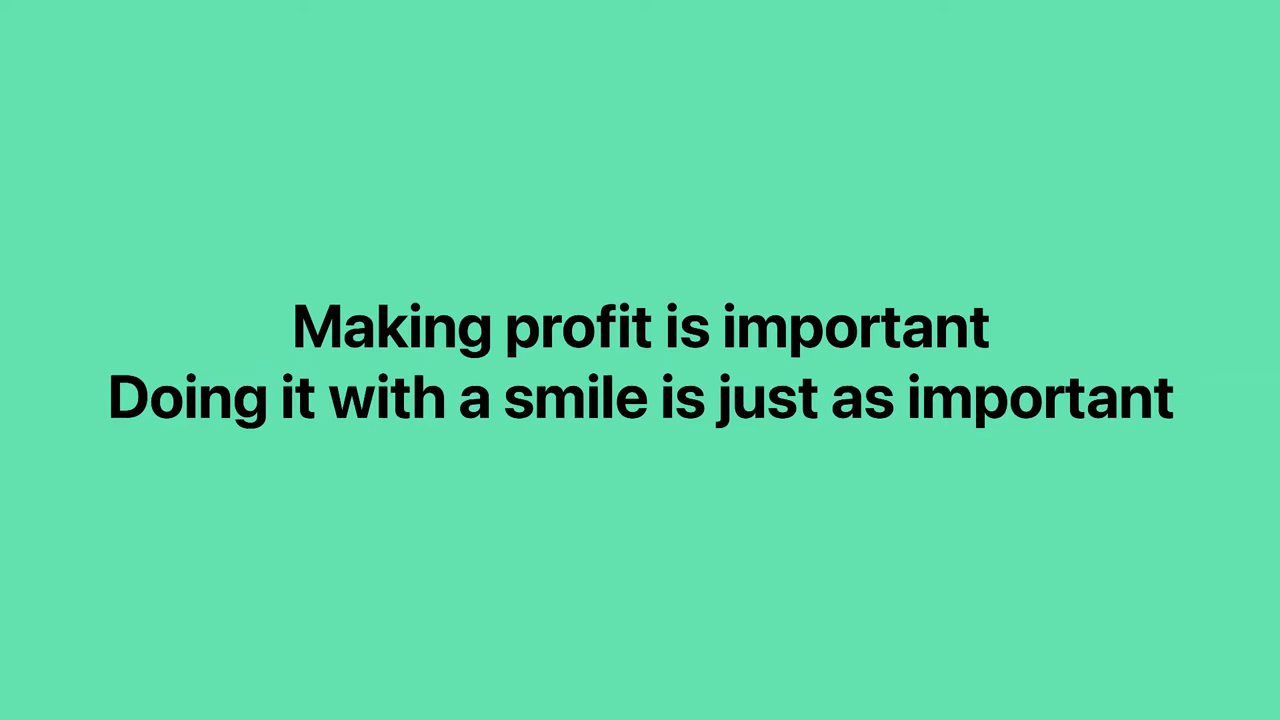 Making profit is important
Doing it with a smile is just as important